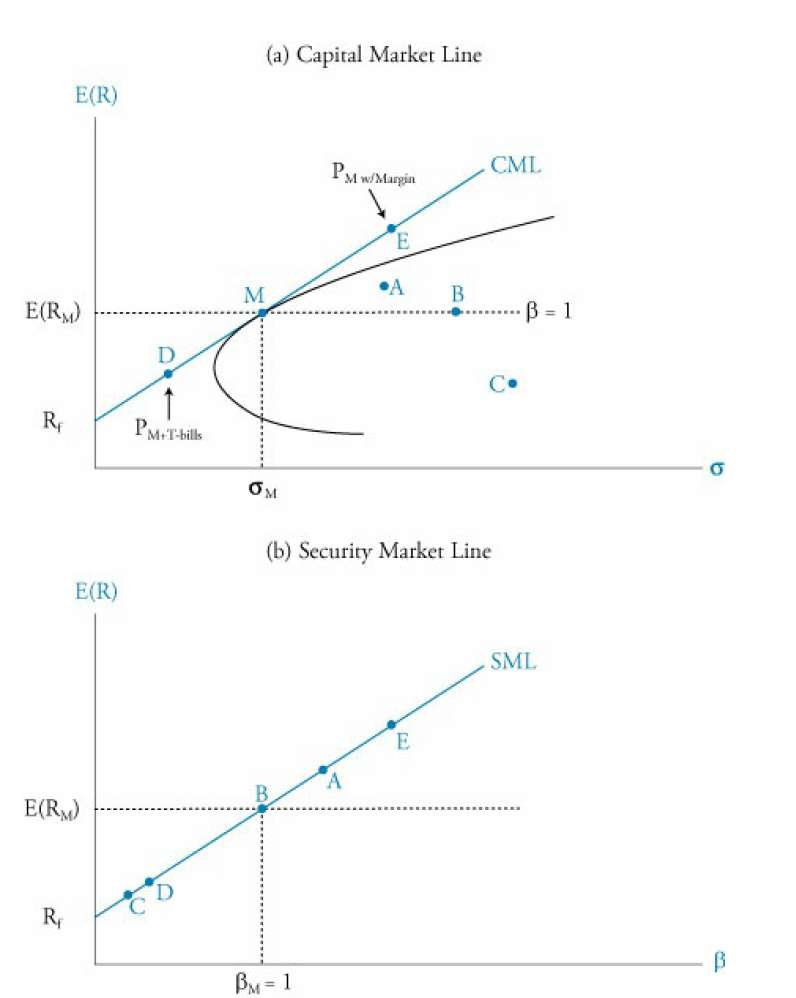 (a) Capital Market Line
E(R)
CML
P_M w/Margin
E
A
M
B
E(R_M)
β = 1
D
C
R_f
P_M+T-bills
σ
σ_M
(b) Security Market Line
E(R)
SML
E
A
B
E(R_M)
D
C
R_f
β
β_M = 1